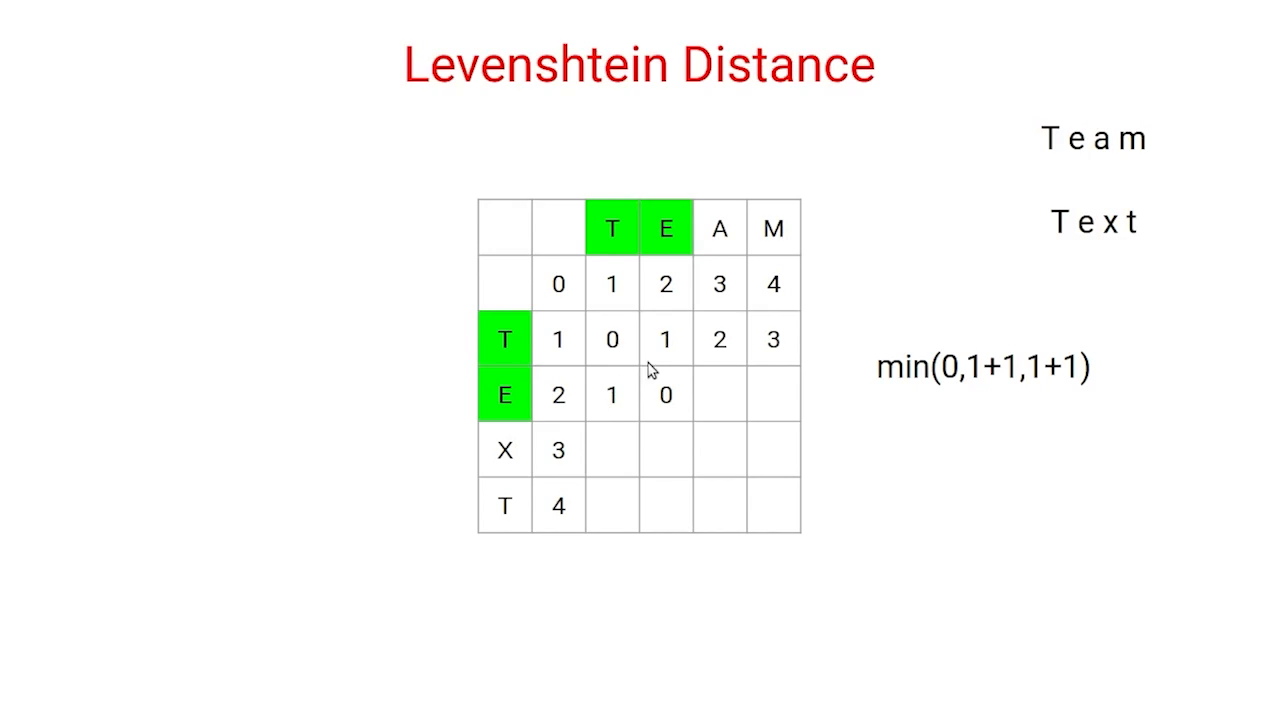 Levenshtein Distance
T e a m
T e x t
T E A M
0 1 2 3 4
T 1 0 1 2 3
E 2 1 0
X 3
T 4
min(0,1+1,1+1)